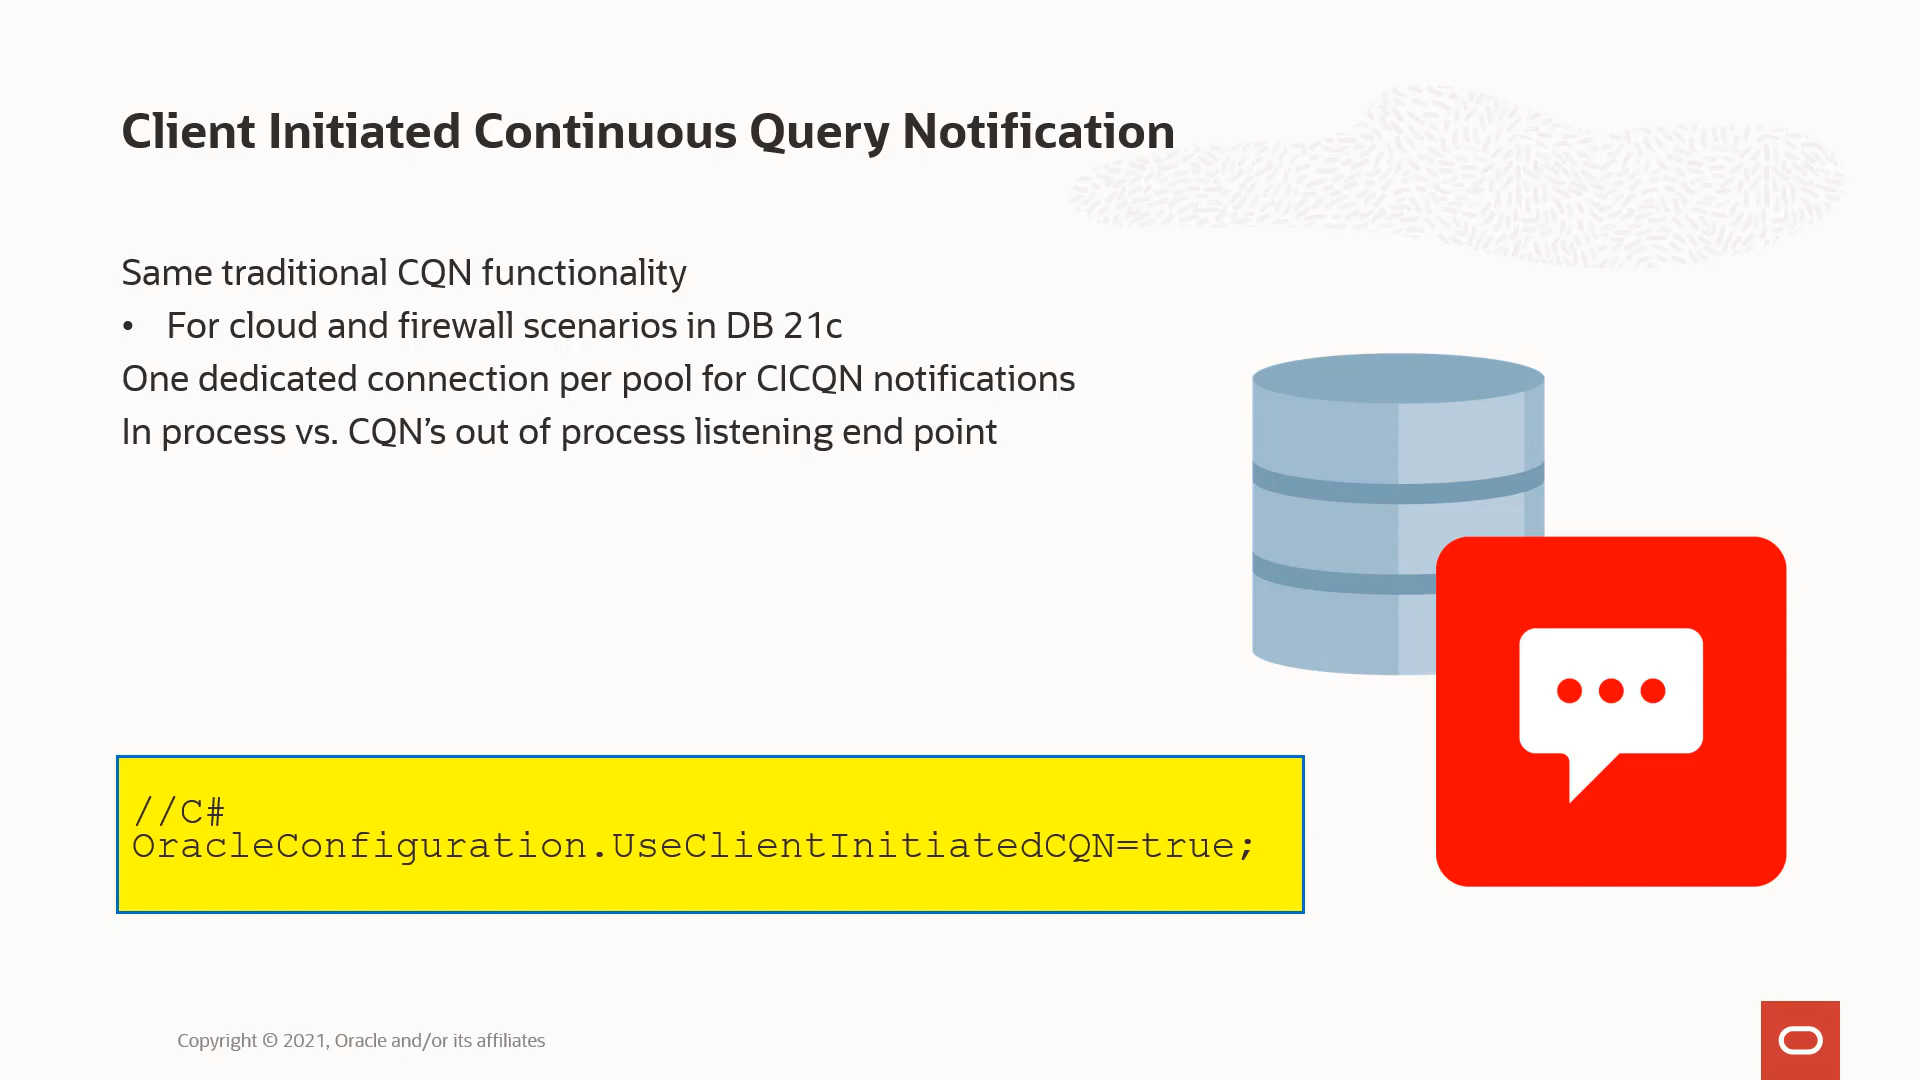 Client Initiated Continuous Query Notification
Same traditional CQN functionality
• For cloud and firewall scenarios in DB 21c
One dedicated connection per pool for CICQN notifications
In process vs. CQN’s out of process listening end point
//C#
OracleConfiguration.UseClientInitiatedCQN=true;
Copyright © 2021, Oracle and/or its affiliates